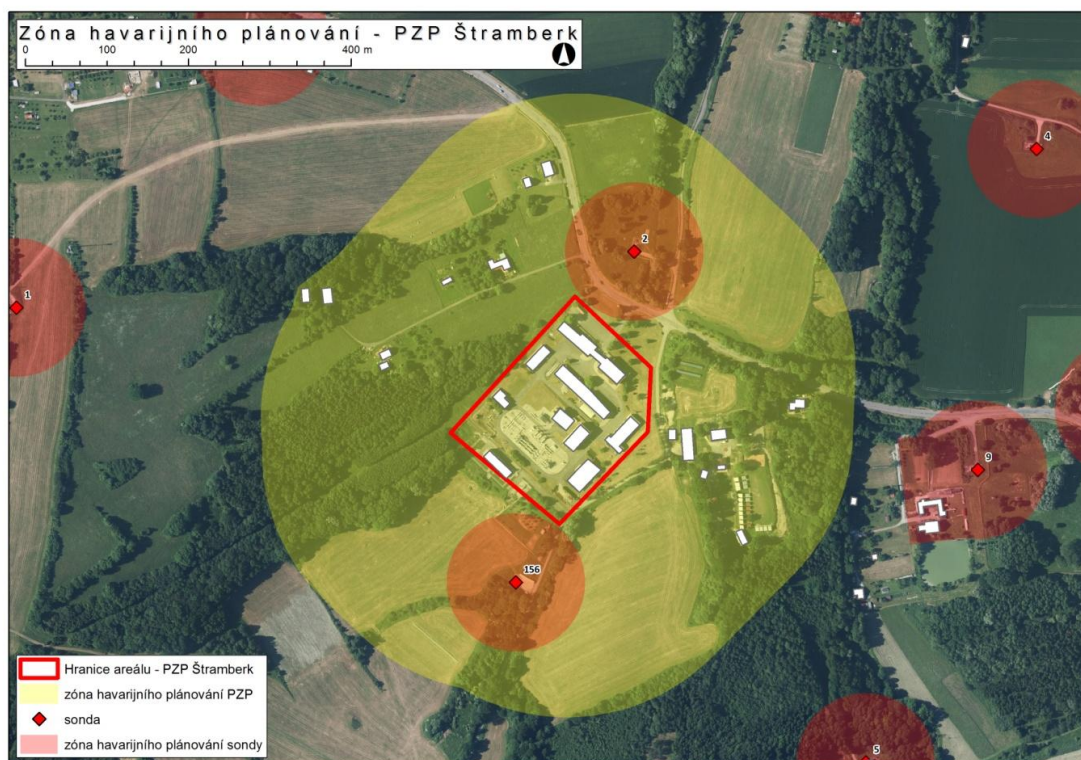 Zóna havarijního plánování - PZP Štramberk
0 100 200 400 m
4
2
1
9
156
5
Hranice areálu - PZP Štramberk
zóna havarijního plánování PZP
sonda
zóna havarijního plánování sondy